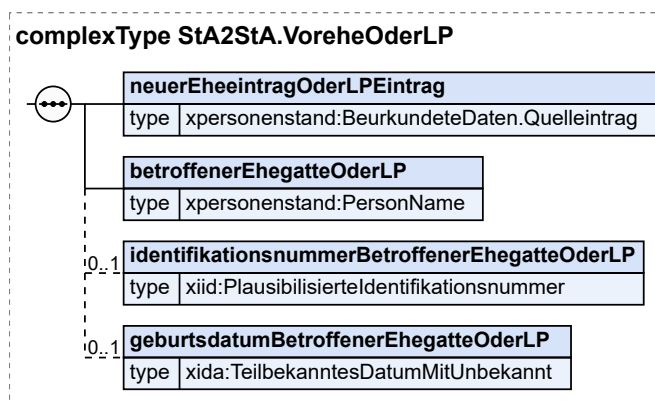 complexType StA2StA.VoreheOderLP
neuerEheeintragOderLPEintrag
type xpersonenstand:BeurkundeteDaten.Quelleintrag
betroffenerEhegatteOderLP
type xpersonenstand:PersonName
0..1 identifikationsnummerBetroffenerEhegatteOderLP
type xiid:PlausibilisierteIdentifikationsnummer
0..1 geburtsdatumBetroffenerEhegatteOderLP
type xida:TeilbekanntesDatumMitUnbekannt